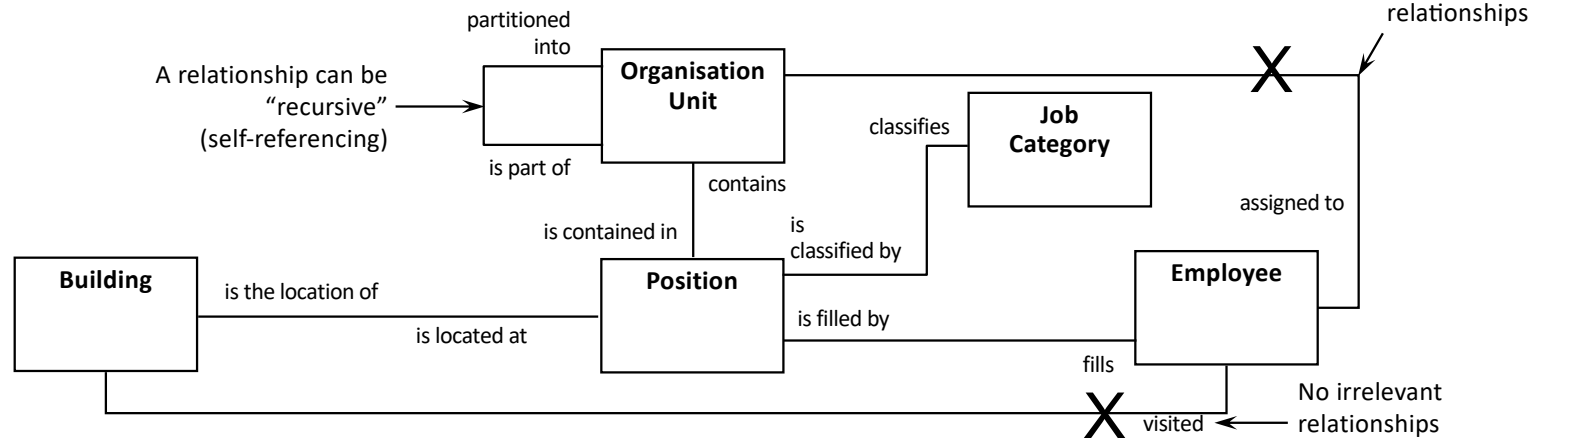 relationships
partitioned
into
A relationship can be
“recursive”
(self-referencing)
Organisation
Unit
X
Job
Category
classifies
is part of
contains
assigned to
is contained in
is
classified by
Building
Position
Employee
is the location of
is located at
is filled by
fills
X
visited
No irrelevant
relationships